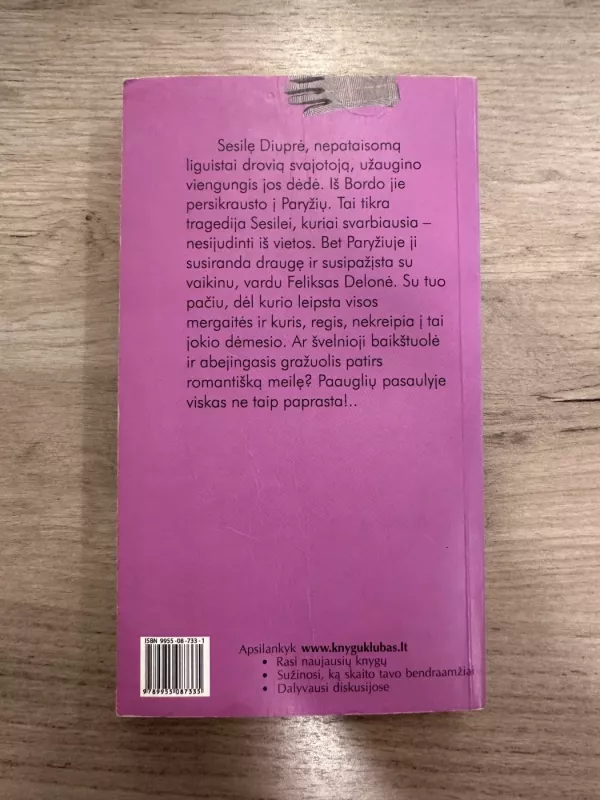 Sesilę Diuprė, nepataisomą
liguistai drovią svajotoją, užaugino
viengungis jos dėdė. Iš Bordo jie
persikrausto į Paryžių. Tai tikra
tragedija Sesilei, kuriai svarbiausia –
nesijudinti iš vietos. Bet Paryžiuje ji
susiranda draugę ir susipažįsta su
vaikinu, vardu Feliksas Delonė. Su tuo
pačiu, dėl kurio leipsta visos
mergaitės ir kuris, regis, nekreipia į tai
jokio dėmesio. Ar švelnioji baikštuolė
ir abejingasis gražuolis patirs
romantišką meilę? Paauglių pasaulyje
viskas ne taip paprasta!..
ISBN 9955-08-733-1
9 789955 087335
Apsilankyk www.knyguklubas.lt
• Rasi naujausių knygų
• Sužinosi, ką skaito tavo bendraamžiai
• Dalyvausi diskusijose